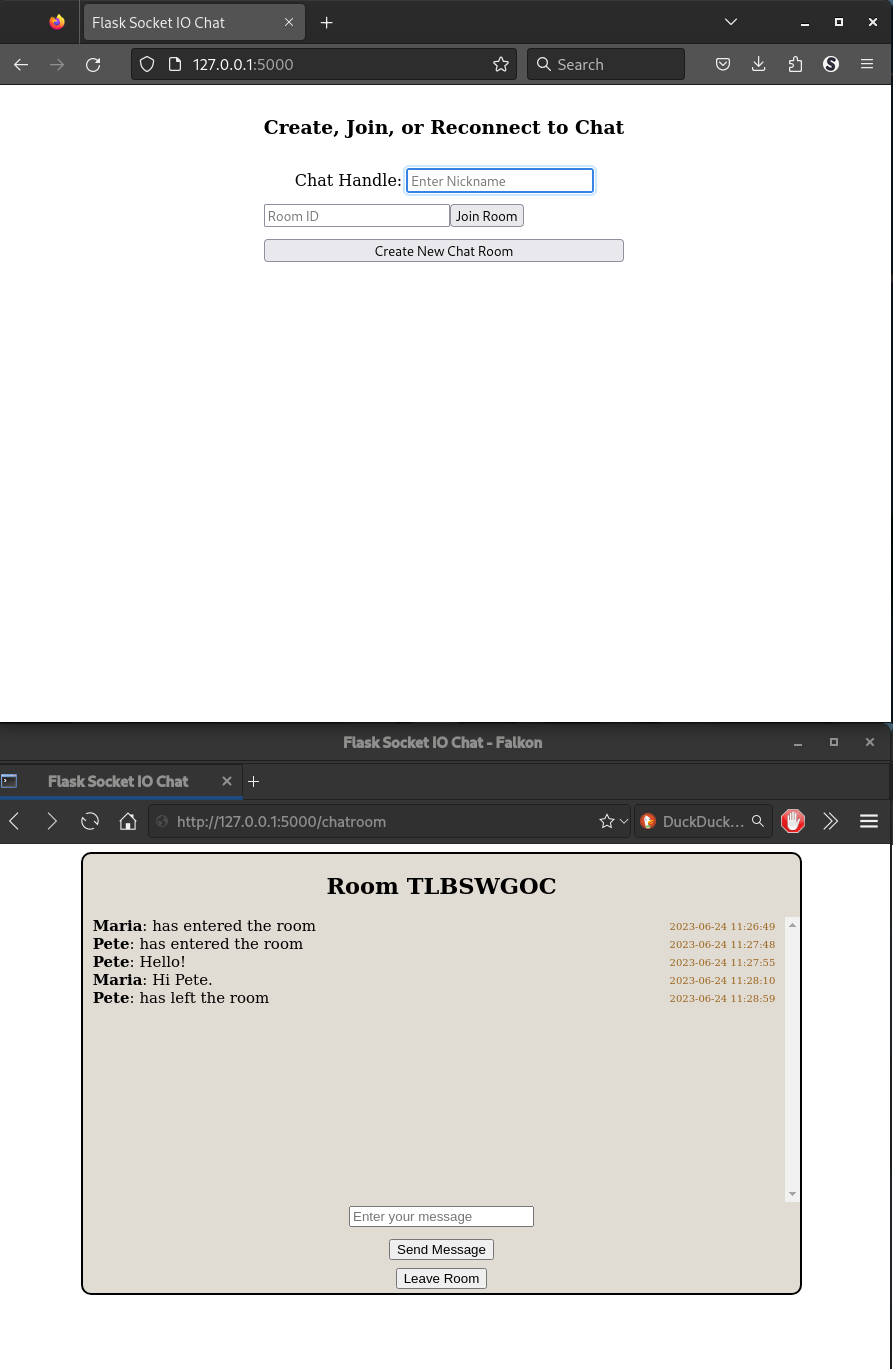 Flask Socket IO Chat
127.0.0.1:5000
Search
Create, Join, or Reconnect to Chat
Chat Handle: Enter Nickname
Room ID Join Room
Create New Chat Room
Flask Socket IO Chat - Falkon
Flask Socket IO Chat
http://127.0.0.1:5000/chatroom DuckDuck...
Room TLBSWGOC
Maria: has entered the room 2023-06-24 11:26:49
Pete: has entered the room 2023-06-24 11:27:48
Pete: Hello! 2023-06-24 11:27:55
Maria: Hi Pete. 2023-06-24 11:28:10
Pete: has left the room 2023-06-24 11:28:59
Enter your message
Send Message
Leave Room